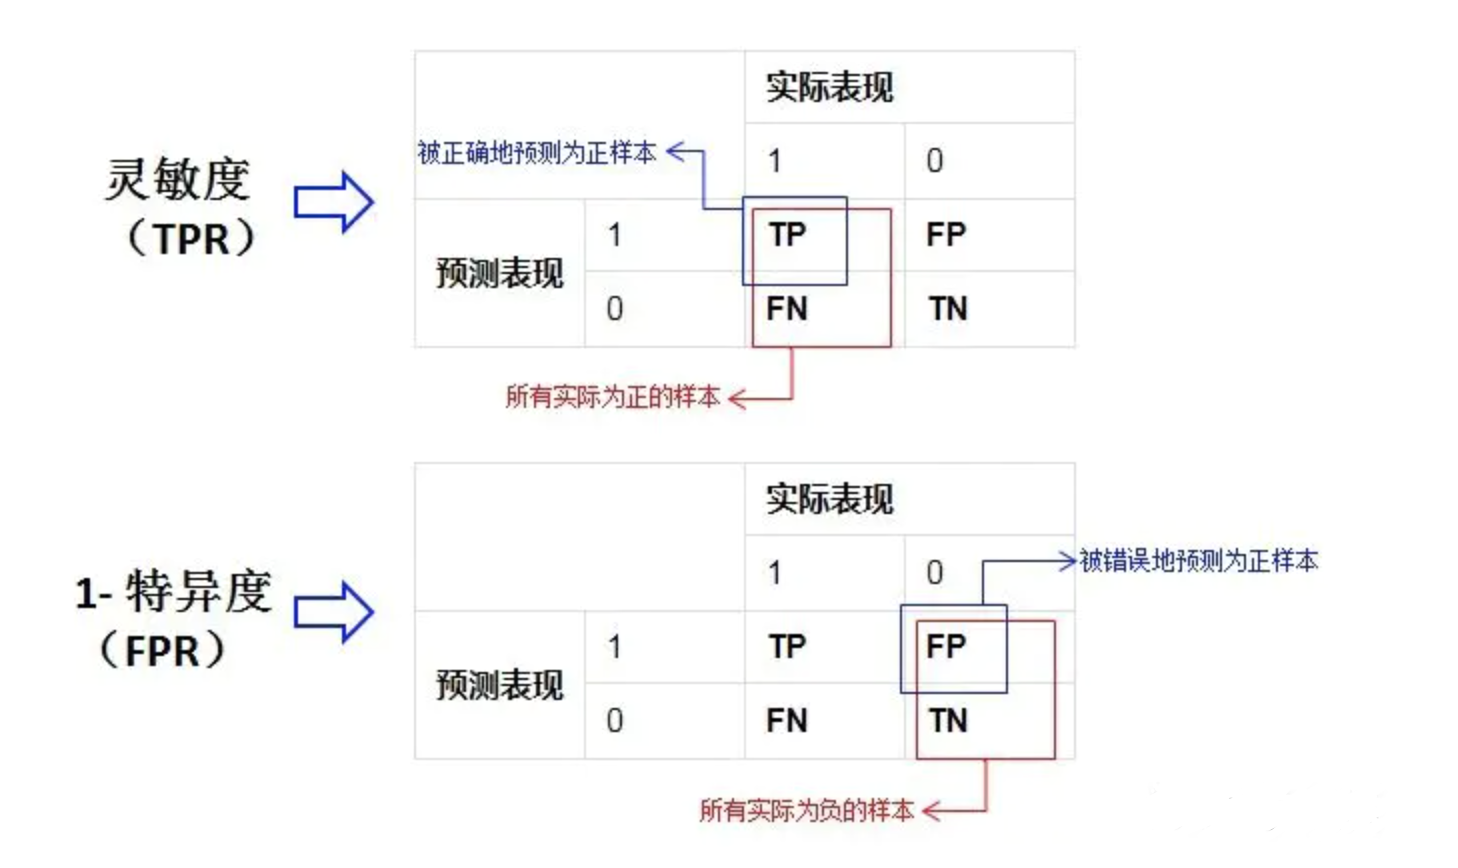 实际表现
灵敏度
（TPR）
被正确地预测为正样本
1 0
预测表现
1 TP FP
0 FN TN
所有实际为正的样本
实际表现
1- 特异度
（FPR）
1 0
被错误地预测为正样本
预测表现
1 TP FP
0 FN TN
所有实际为负的样本